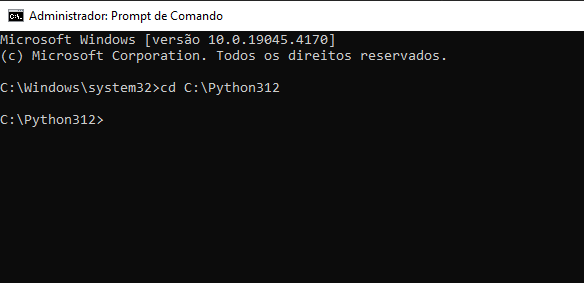 Administrador: Prompt de Comando
Microsoft Windows [versão 10.0.19045.4170]
(c) Microsoft Corporation. Todos os direitos reservados.
C:\Windows\system32>cd C:\Python312
C:\Python312>